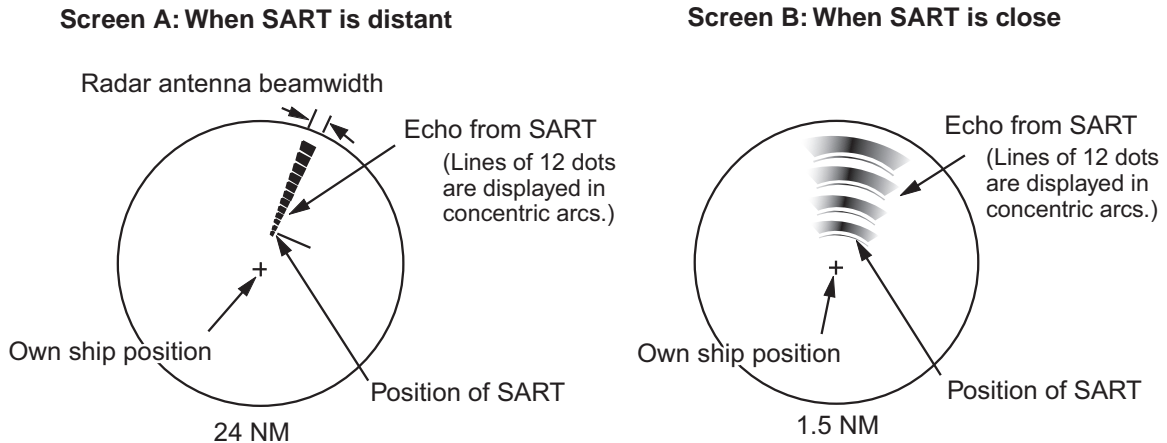 Screen A: When SART is distant
Radar antenna beamwidth
Echo from SART
(Lines of 12 dots
are displayed in
concentric arcs.)
Own ship position
Position of SART
24 NM
Screen B: When SART is close
Echo from SART
(Lines of 12 dots
are displayed in
concentric arcs.)
Own ship position
Position of SART
1.5 NM